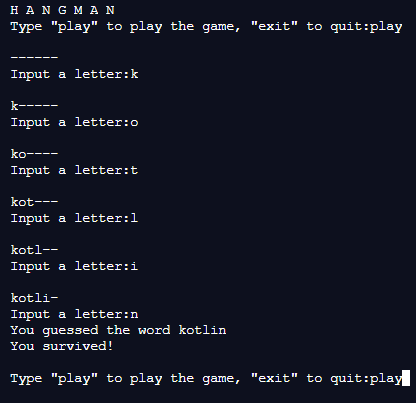 H A N G M A N
Type "play" to play the game, "exit" to quit:play
------
Input a letter:k
k-----
Input a letter:o
ko----
Input a letter:t
kot---
Input a letter:l
kotl--
Input a letter:i
kotli-
Input a letter:n
You guessed the word kotlin
You survived!
Type "play" to play the game, "exit" to quit:play